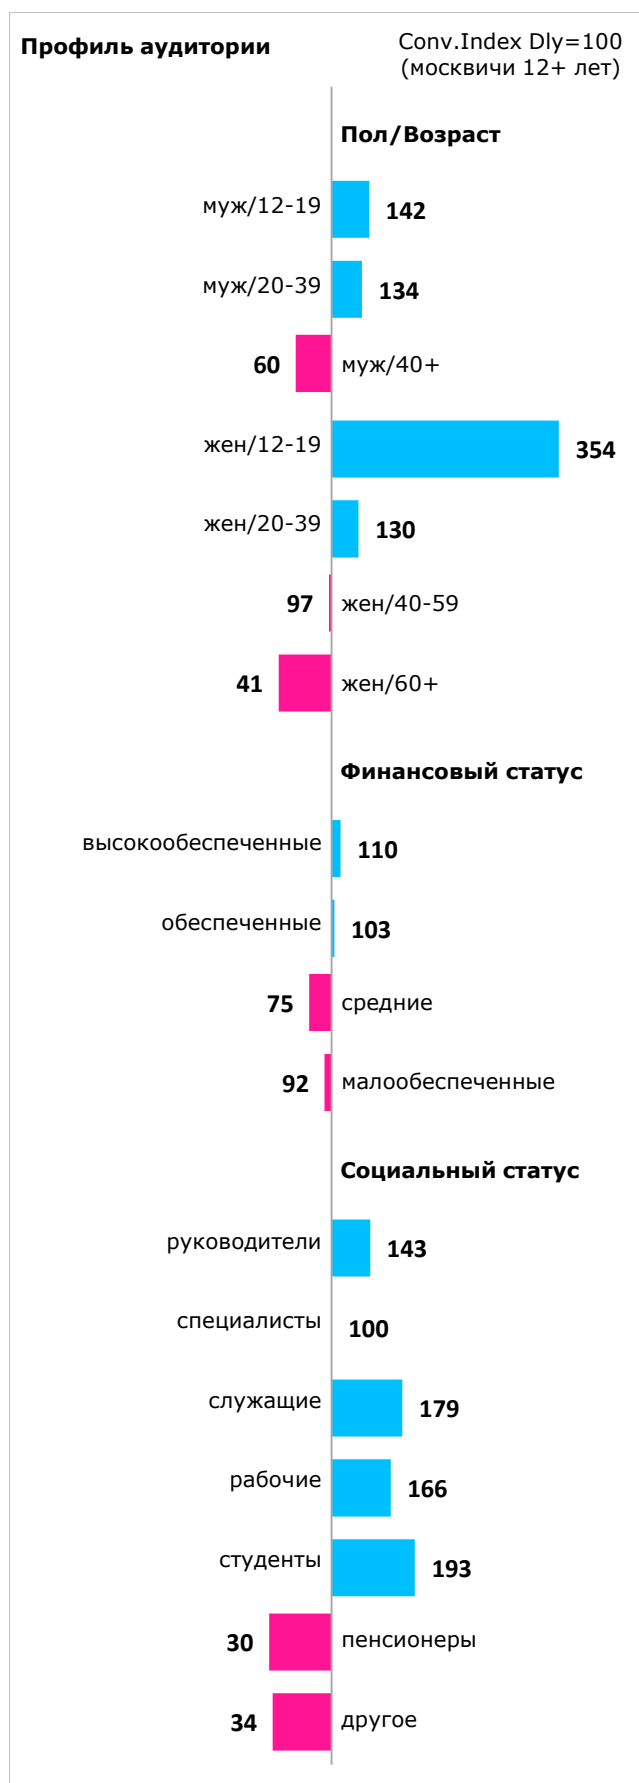 Профиль аудитории
Conv.Index Dly=100
(москвичи 12+ лет)
Пол/Возраст
муж/12-19 142
муж/20-39 134
60 муж/40+
жен/12-19 354
жен/20-39 130
97 жен/40-59
41 жен/60+
Финансовый статус
высокообеспеченные 110
обеспеченные 103
75 средние
92 малообеспеченные
Социальный статус
руководители 143
специалисты 100
служащие 179
рабочие 166
студенты 193
30 пенсионеры
34 другое